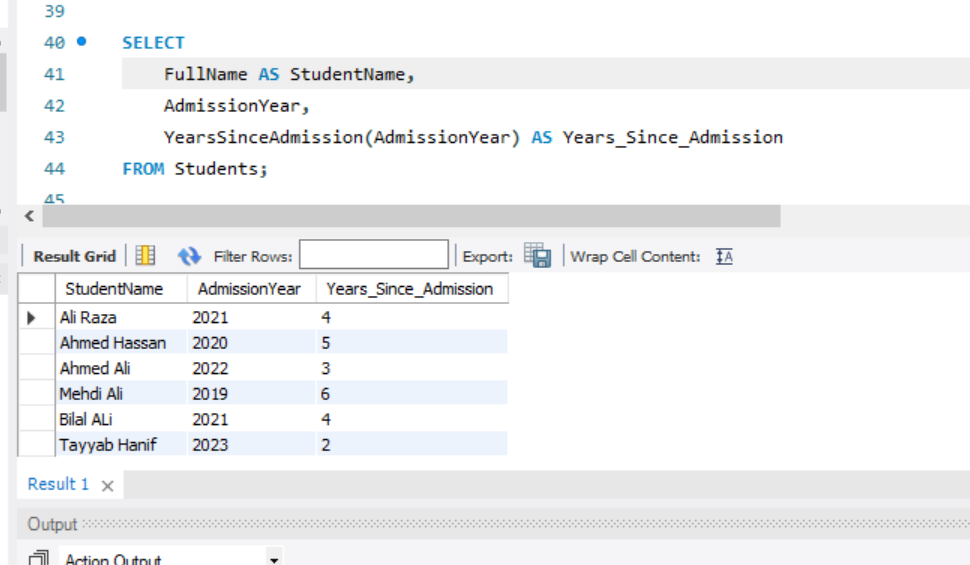 39
40 SELECT
41 FullName AS StudentName,
42 AdmissionYear,
43 YearsSinceAdmission(AdmissionYear) AS Years_Since_Admission
44 FROM Students;
45
Result Grid Filter Rows: Export: Wrap Cell Content: IA
StudentName AdmissionYear Years_Since_Admission
Ali Raza 2021 4
Ahmed Hassan 2020 5
Ahmed Ali 2022 3
Mehdi Ali 2019 6
Bilal ALi 2021 4
Tayyab Hanif 2023 2
Result 1 ×
Output
Action Output